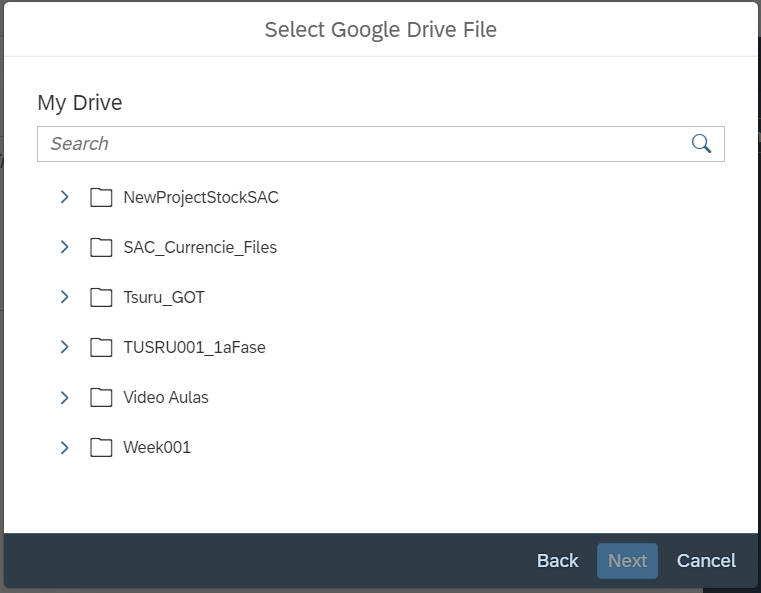 Select Google Drive File
My Drive
Search
NewProjectStockSAC
SAC_Currencie_Files
Tsuru_GOT
TUSRU001_1aFase
Video Aulas
Week001
Back Next Cancel